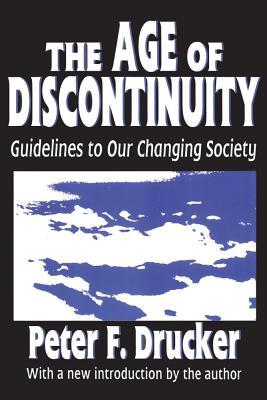 THE AGE OF
DISCONTINUITY
Guidelines to Our Changing Society
Peter F. Drucker
With a new introduction by the author